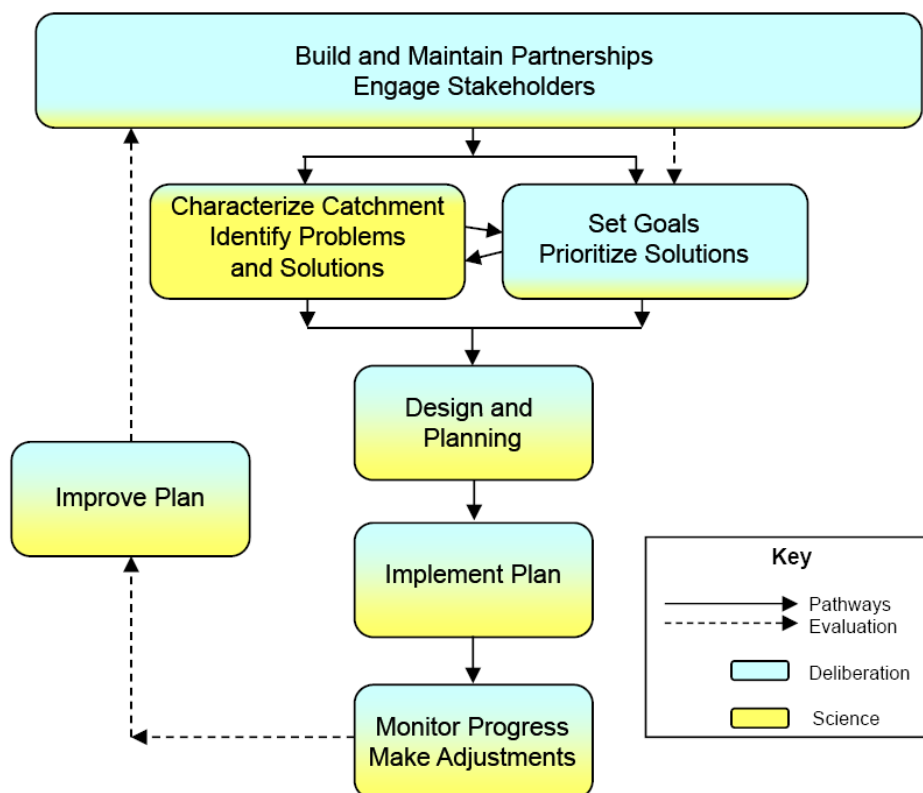 Build and Maintain Partnerships
Engage Stakeholders
Characterize Catchment
Identify Problems
and Solutions
Set Goals
Prioritize Solutions
Design and
Planning
Improve Plan
Implement Plan
Monitor Progress
Make Adjustments
Key
Pathways
Evaluation
Deliberation
Science